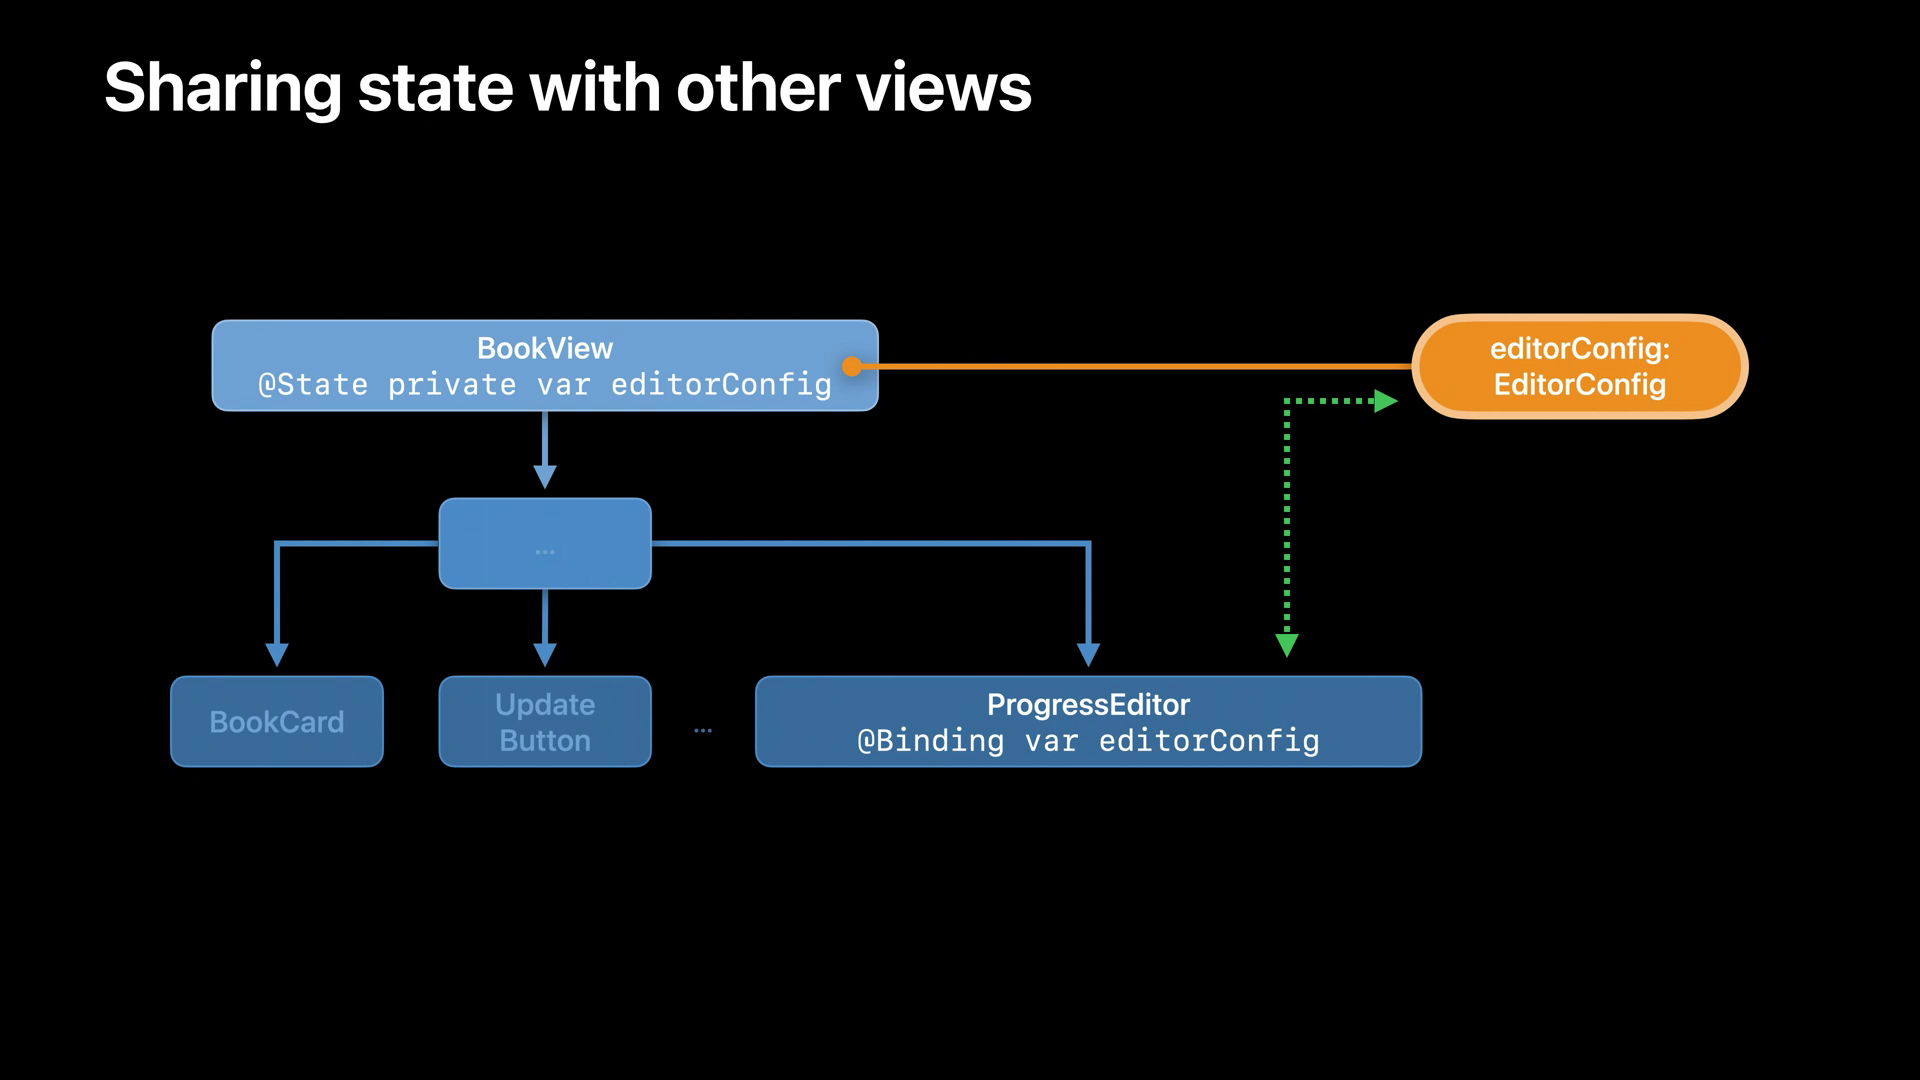 Sharing state with other views
BookView
@State private var editorConfig
editorConfig:
EditorConfig
...
BookCard
Update
Button
...
ProgressEditor
@Binding var editorConfig